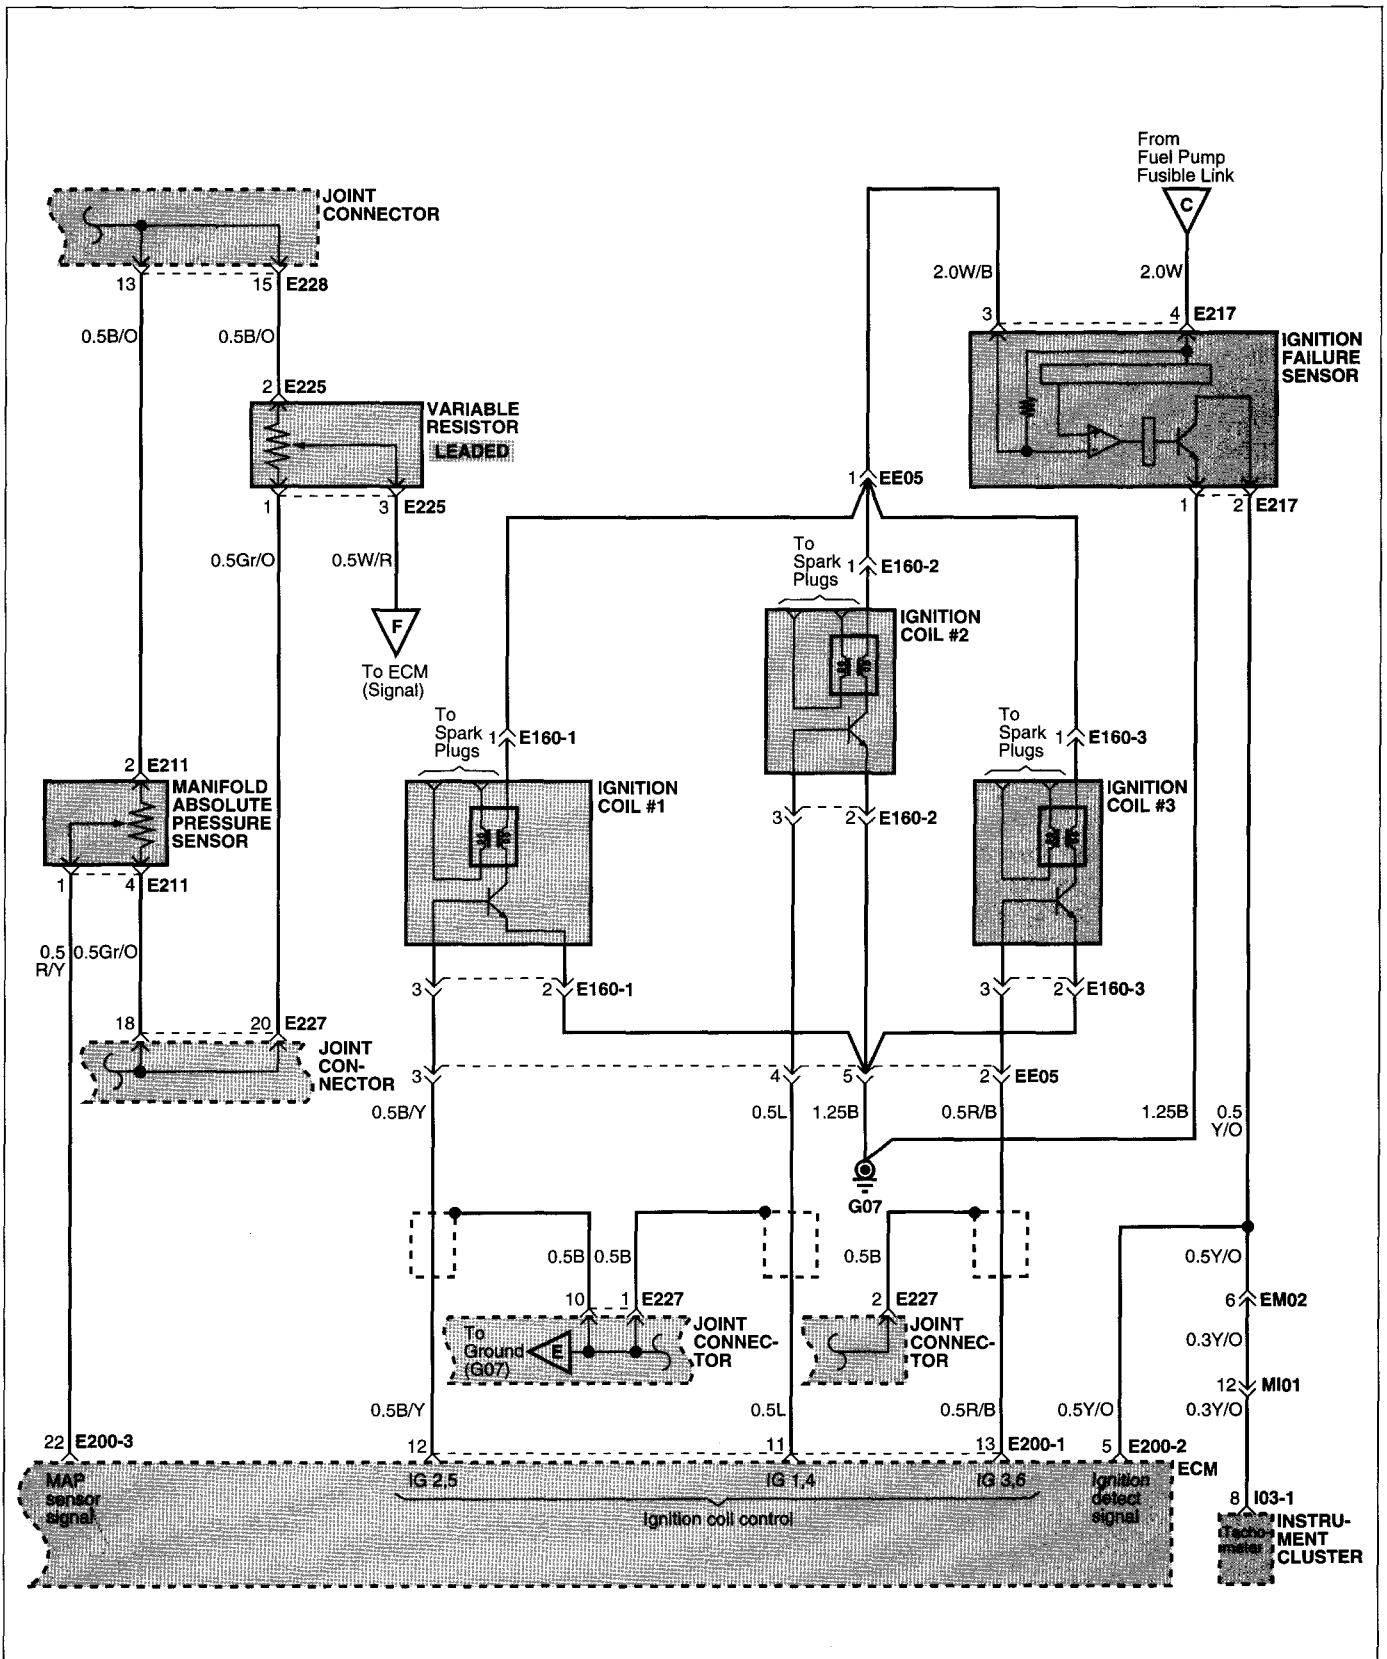 From
Fuel Pump
Fusible Link
C
JOINT
CONNECTOR
13
15 E228
2.0W/B
2.0W
3
4 E217
0.5B/O
0.5B/O
IGNITION
FAILURE
SENSOR
2 E225
VARIABLE
RESISTOR
LEADED
1
3 E225
1 EE05
1
2 E217
0.5Gr/O
0.5W/R
To
Spark
Plugs
1 E160-2
F
IGNITION
COIL #2
To ECM
(Signal)
To
Spark
Plugs
1 E160-1
To
Spark
Plugs
1 E160-3
2 E211
MANIFOLD
ABSOLUTE
PRESSURE
SENSOR
IGNITION
COIL #1
IGNITION
COIL #3
3
2 E160-2
1
4 E211
0.5
R/Y
0.5Gr/O
3
2 E160-1
3
2 E160-3
18
20 E227
JOINT
CON-
NECTOR
3
4
5
2 EE05
0.5B/Y
0.5L
1.25B
0.5R/B
1.25B
0.5
Y/O
G07
0.5B
0.5B
0.5B
0.5Y/O
10
1 E227
2 E227
6 EM02
To
Ground
(G07)
E
JOINT
CONNEC-
TOR
JOINT
CONNEC-
TOR
0.3Y/O
12 MI01
0.5B/Y
0.5L
0.5R/B
0.5Y/O
0.3Y/O
22 E200-3
12
11
13 E200-1
5 E200-2
ECM
MAP
sensor
signal
IG 2,5
IG 1,4
IG 3,6
Ignition
detect
signal
Ignition coil control
8 I03-1
Tacho-
meter
INSTRU-
MENT
CLUSTER